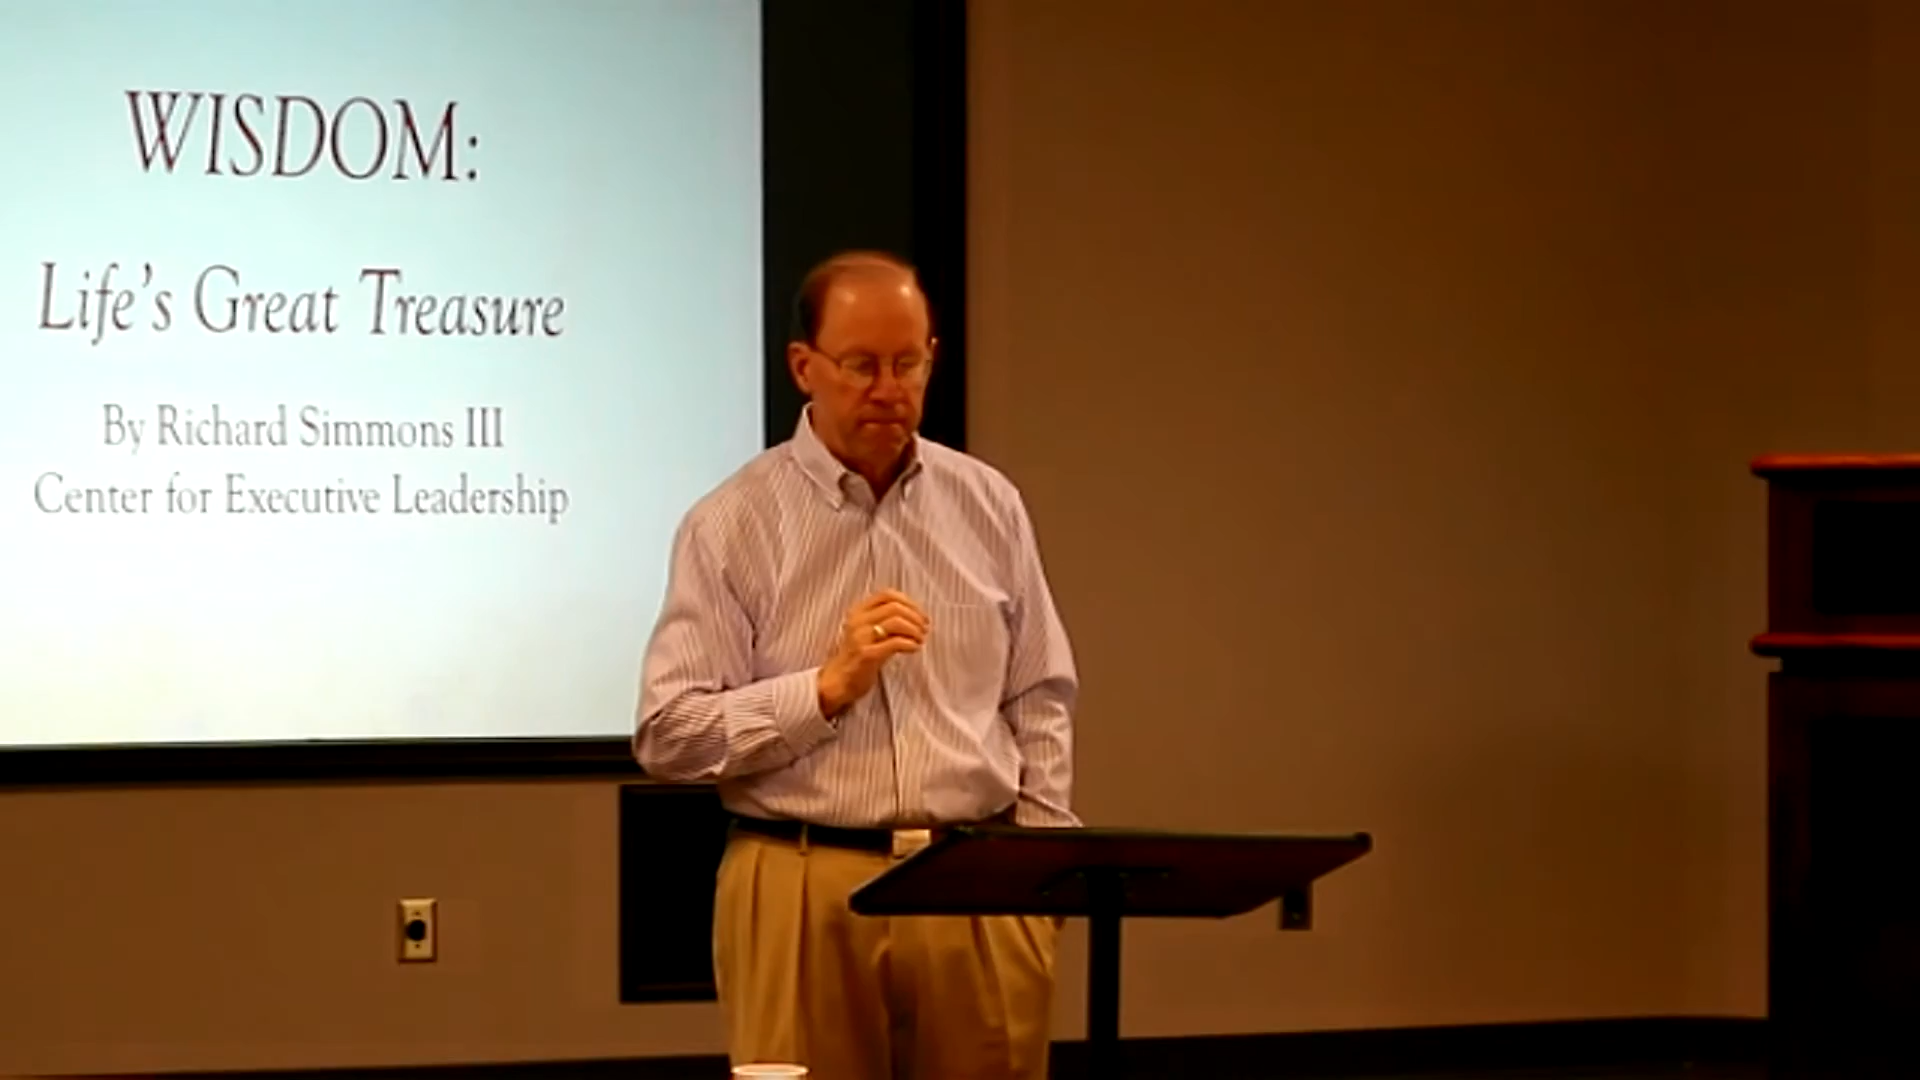 WISDOM:
Life's Great Treasure
By Richard Simmons III
Center for Executive Leadership